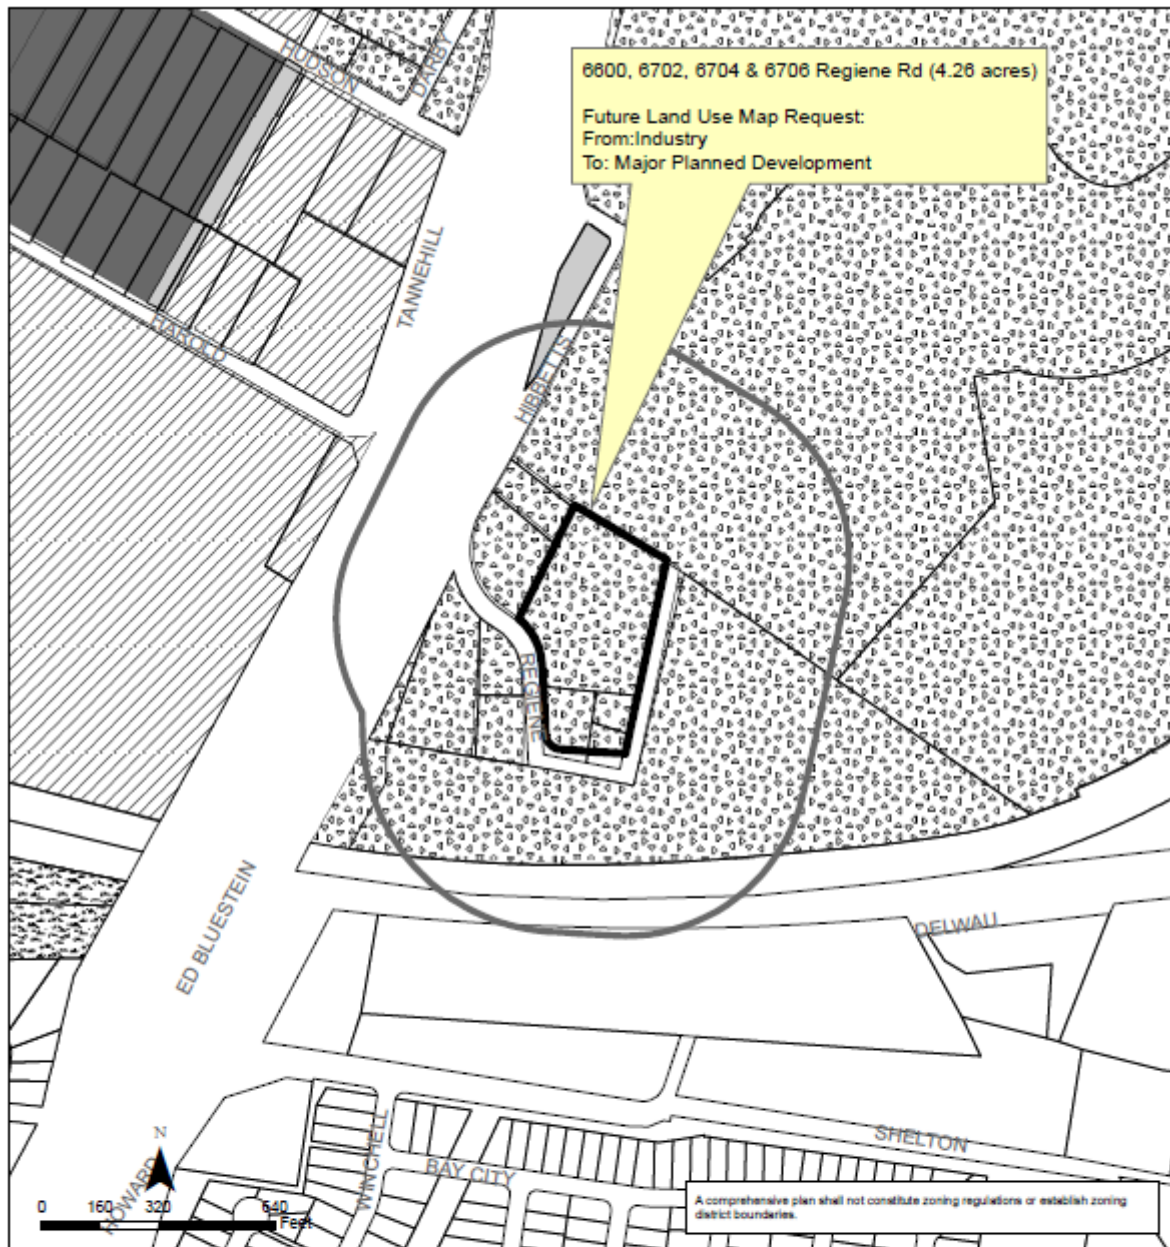 HUDSON
DARBY
6600, 6702, 6704 & 6706 Regiene Rd (4.26 acres)
Future Land Use Map Request:
From:Industry
To: Major Planned Development
TANNEHILL
HAROLD
HIBBETTS
REGIENE
ED BLUESTEIN
DELWAU
SHELTON
WINCHELL
BAY CITY
HOWARD
N
0 160 320 640
Feet
A comprehensive plan shall not constitute zoning regulations or establish zoning
district boundaries.